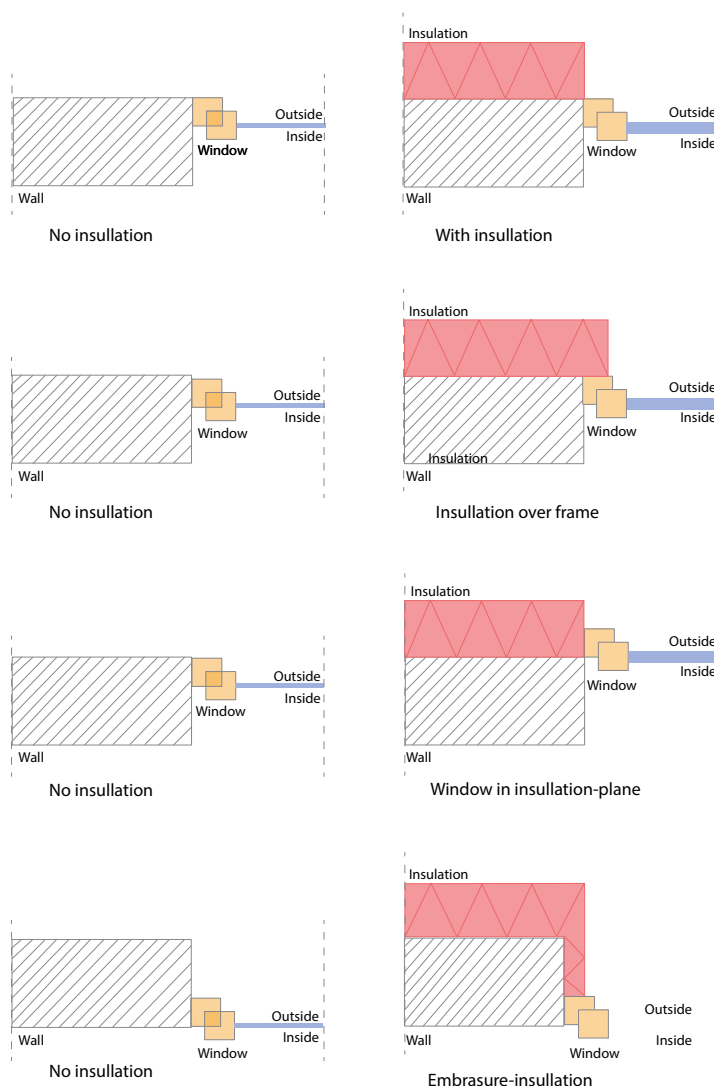 Insulation
Outside
Inside
Window
Wall
No insullation
Outside
Inside
Window
Wall
With insullation
Insulation
Outside
Inside
Window
Wall
No insullation
Outside
Inside
Window
Insulation
Wall
Insullation over frame
Insulation
Outside
Inside
Window
Wall
No insullation
Outside
Inside
Window
Wall
Window in insullation-plane
Insulation
Outside
Inside
Window
Wall
No insullation
Outside
Inside
Window
Wall
Embrasure-insullation